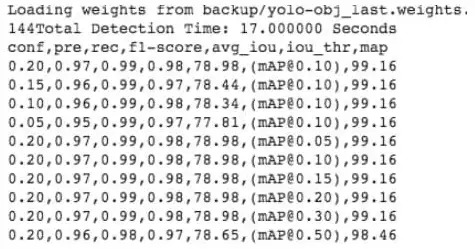 Loading weights from backup/yolo-obj_last.weights.
144Total Detection Time: 17.000000 Seconds
conf,pre,rec,f1-score,avg_iou,iou_thr,map
0.20,0.97,0.99,0.98,78.98,(mAP@0.10),99.16
0.15,0.96,0.99,0.97,78.44,(mAP@0.10),99.16
0.10,0.96,0.99,0.98,78.34,(mAP@0.10),99.16
0.05,0.95,0.99,0.97,77.81,(mAP@0.10),99.16
0.20,0.97,0.99,0.98,78.98,(mAP@0.05),99.16
0.20,0.97,0.99,0.98,78.98,(mAP@0.10),99.16
0.20,0.97,0.99,0.98,78.98,(mAP@0.15),99.16
0.20,0.97,0.99,0.98,78.98,(mAP@0.20),99.16
0.20,0.97,0.99,0.98,78.98,(mAP@0.30),99.16
0.20,0.96,0.98,0.97,78.65,(mAP@0.50),98.46